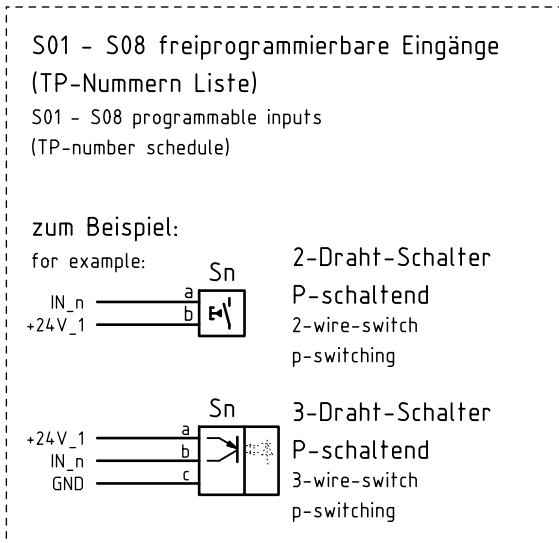 S01 - S08 freiprogrammierbare Eingänge
(TP-Nummern Liste)
S01 - S08 programmable inputs
(TP-number schedule)
zum Beispiel:
for example:
Sn
IN_n a
+24V_1 b
2-Draht-Schalter
P-schaltend
2-wire-switch
p-switching
Sn
+24V_1 a
IN_n b
GND c
3-Draht-Schalter
P-schaltend
3-wire-switch
p-switching